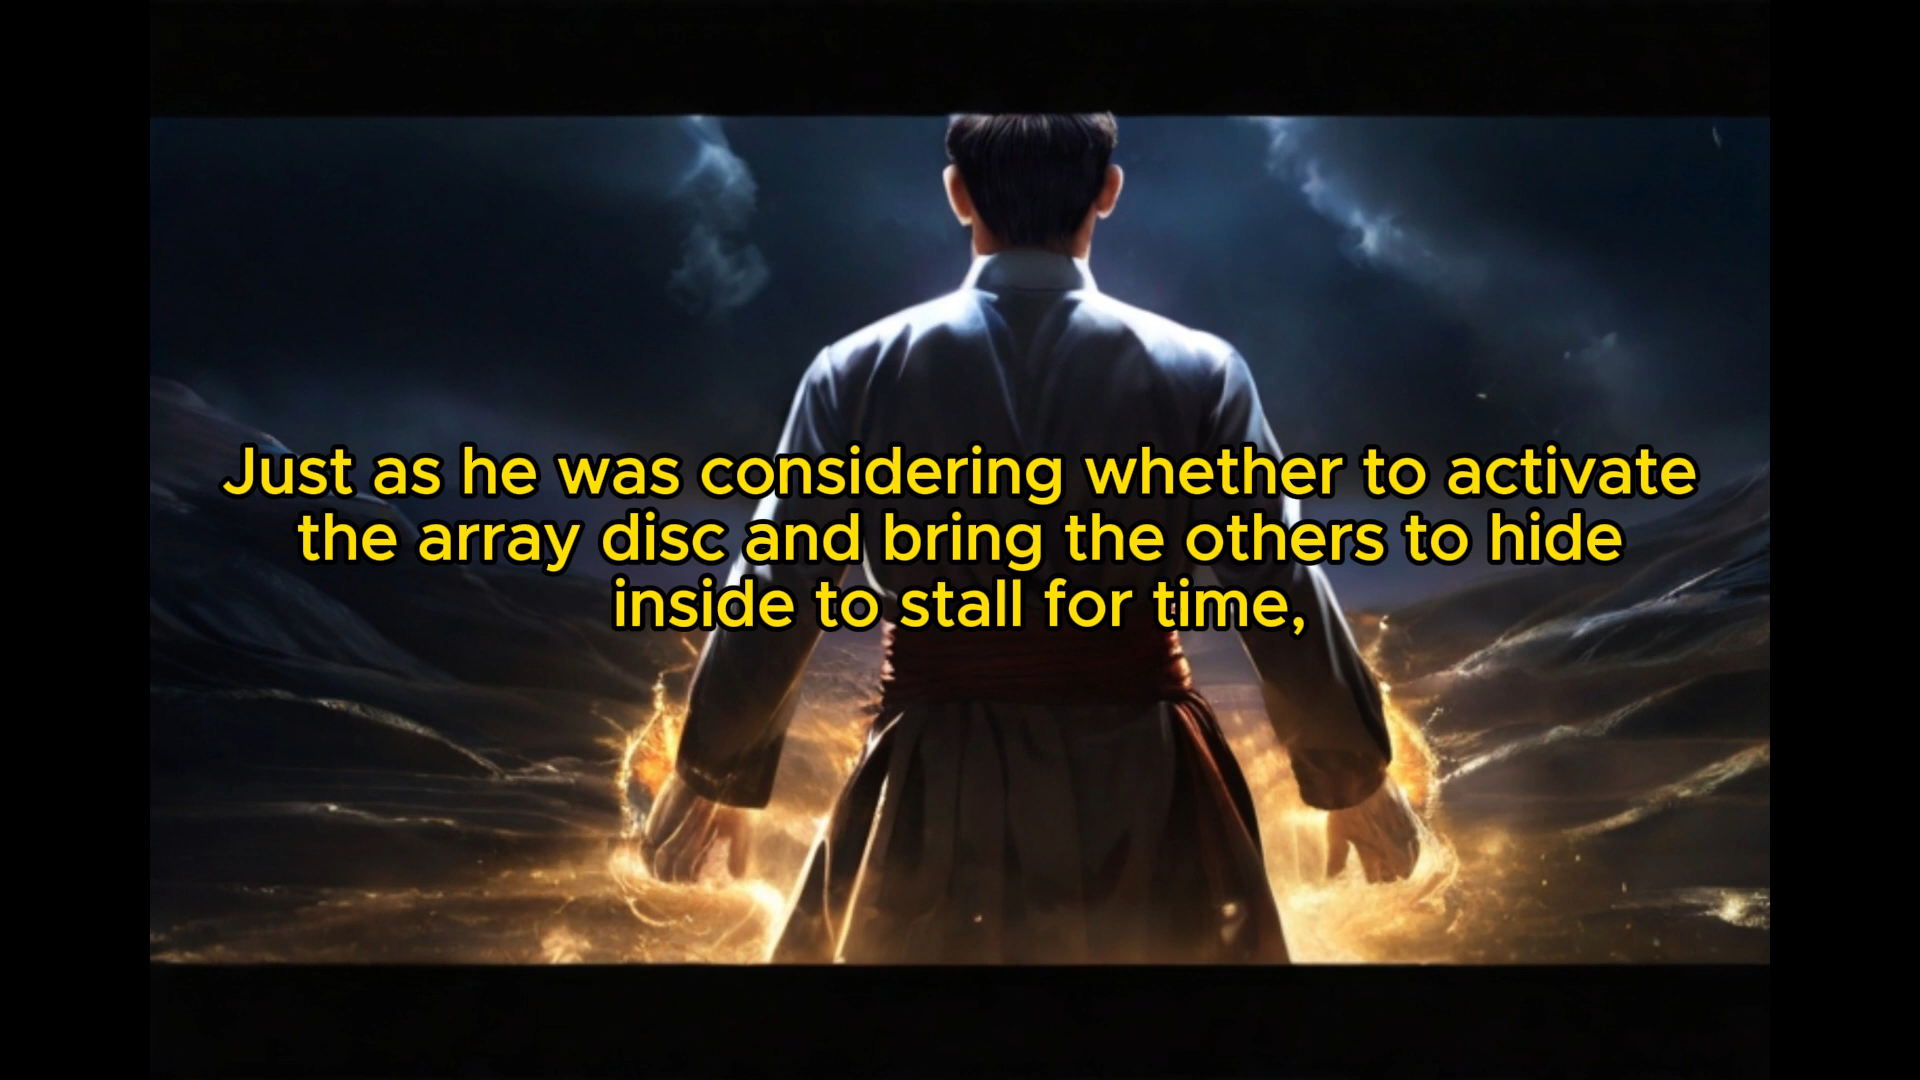 Just as he was considering whether to activate
the array disc and bring the others to hide
inside to stall for time,